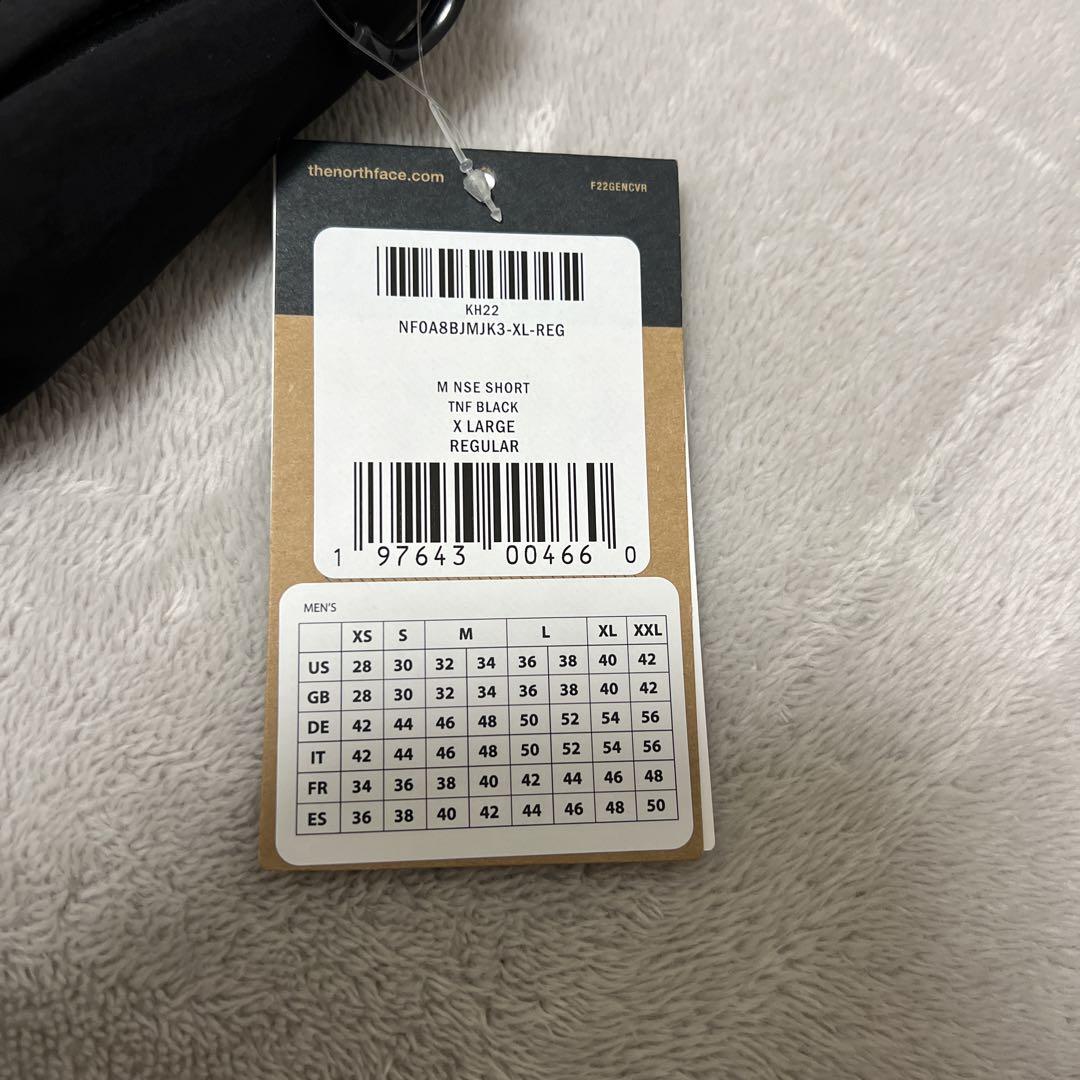 thenorthface.com
F22GENCVR
KH22
NF0A8BJMJK3-XL-REG
M NSE SHORT
TNF BLACK
X LARGE
REGULAR
1 97643 00466 0
MEN'S
XS S M L XL XXL
US 28 30 32 34 36 38 40 42
GB 28 30 32 34 36 38 40 42
DE 42 44 46 48 50 52 54 56
IT 42 44 46 48 50 52 54 56
FR 34 36 38 40 42 44 46 48
ES 36 38 40 42 44 46 48 50